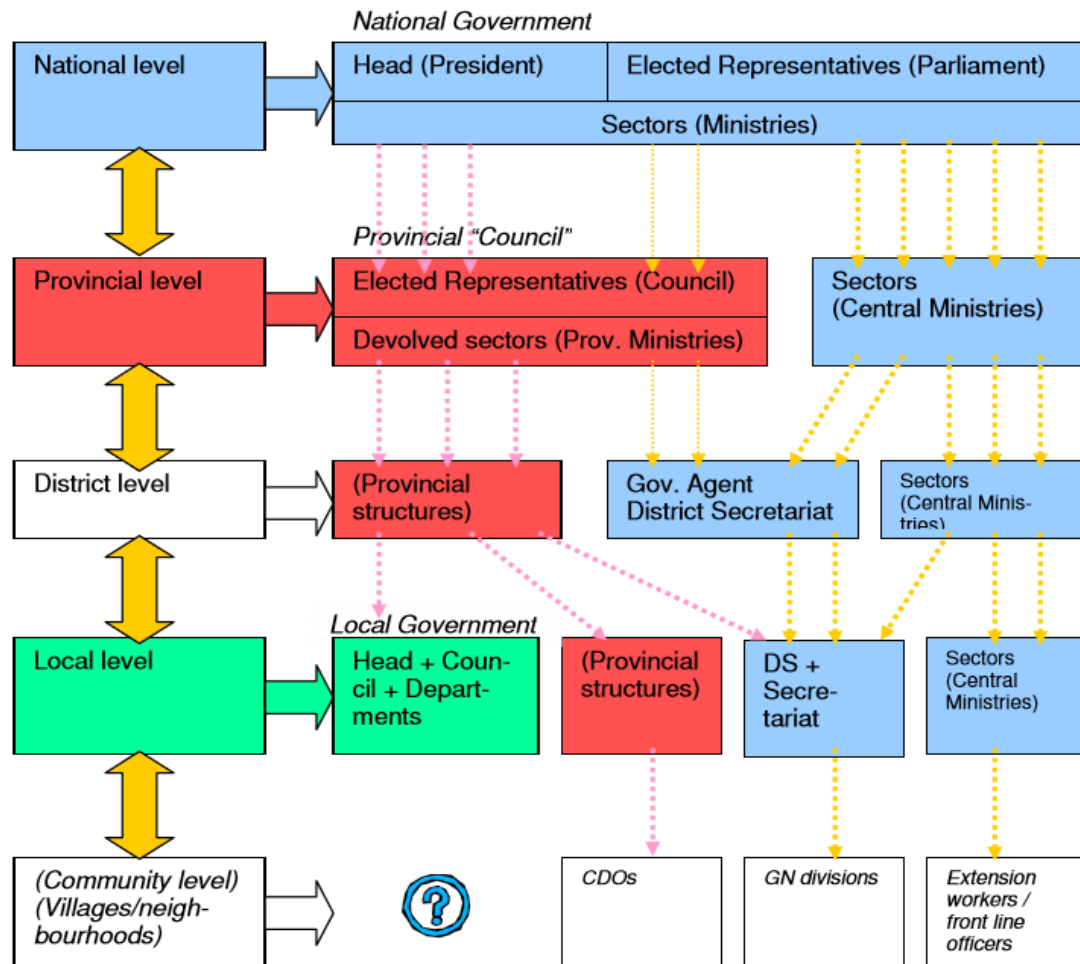 National Government
National level
Head (President)
Elected Representatives (Parliament)
Sectors (Ministries)
Provincial “Council”
Provincial level
Elected Representatives (Council)
Devolved sectors (Prov. Ministries)
Sectors
(Central Ministries)
District level
(Provincial
structures)
Gov. Agent
District Secretariat
Sectors
(Central Minis-
tries)
Local Government
Local level
Head + Coun-
cil + Depart-
ments
(Provincial
structures)
DS +
Secre-
tariat
Sectors
(Central
Ministries)
(Community level)
(Villages/neigh-
bourhoods)
?
CDOs
GN divisions
Extension
workers /
front line
officers